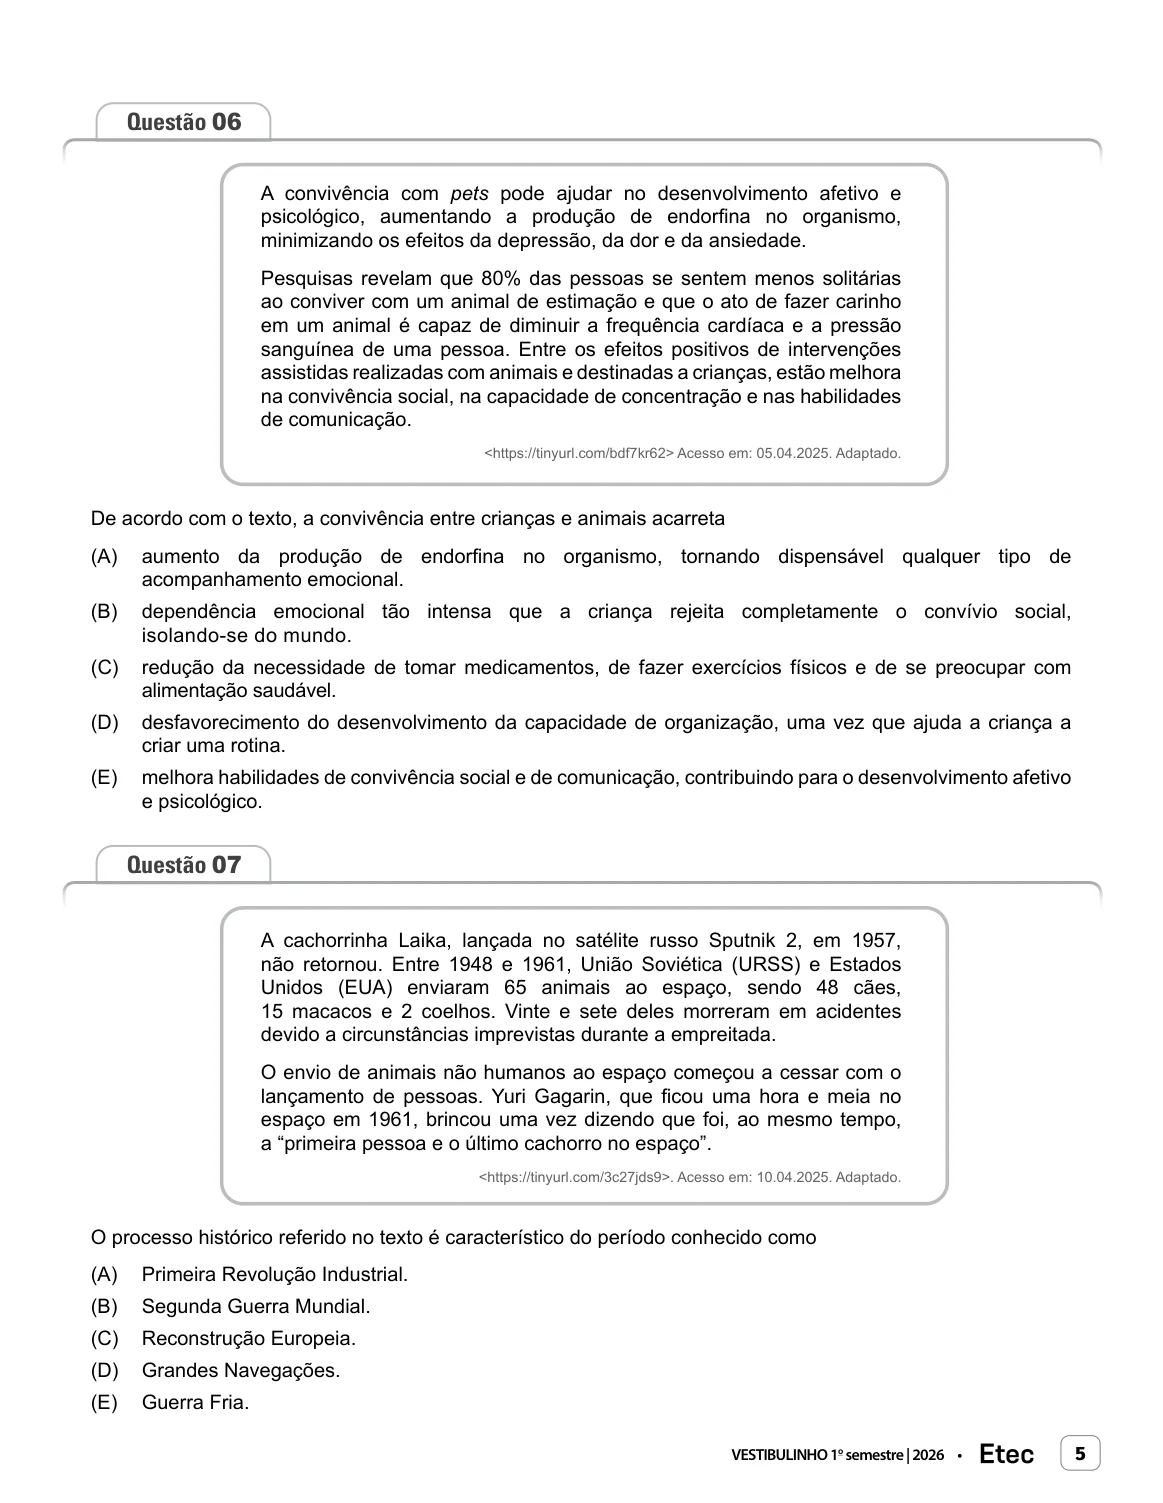 Questão 06
A convivência com pets pode ajudar no desenvolvimento afetivo e
psicológico, aumentando a produção de endorfina no organismo,
minimizando os efeitos da depressão, da dor e da ansiedade.
Pesquisas revelam que 80% das pessoas se sentem menos solitárias
ao conviver com um animal de estimação e que o ato de fazer carinho
em um animal é capaz de diminuir a frequência cardíaca e a pressão
sanguínea de uma pessoa. Entre os efeitos positivos de intervenções
assistidas realizadas com animais e destinadas a crianças, estão melhora
na convivência social, na capacidade de concentração e nas habilidades
de comunicação.
<https://tinyurl.com/bdf7kr62> Acesso em: 05.04.2025. Adaptado.
De acordo com o texto, a convivência entre crianças e animais acarreta
(A) aumento da produção de endorfina no organismo, tornando dispensável qualquer tipo de
acompanhamento emocional.
(B) dependência emocional tão intensa que a criança rejeita completamente o convívio social,
isolando-se do mundo.
(C) redução da necessidade de tomar medicamentos, de fazer exercícios físicos e de se preocupar com
alimentação saudável.
(D) desfavorecimento do desenvolvimento da capacidade de organização, uma vez que ajuda a criança a
criar uma rotina.
(E) melhora habilidades de convivência social e de comunicação, contribuindo para o desenvolvimento afetivo
e psicológico.
Questão 07
A cachorrinha Laika, lançada no satélite russo Sputnik 2, em 1957,
não retornou. Entre 1948 e 1961, União Soviética (URSS) e Estados
Unidos (EUA) enviaram 65 animais ao espaço, sendo 48 cães,
15 macacos e 2 coelhos. Vinte e sete deles morreram em acidentes
devido a circunstâncias imprevistas durante a empreitada.
O envio de animais não humanos ao espaço começou a cessar com o
lançamento de pessoas. Yuri Gagarin, que ficou uma hora e meia no
espaço em 1961, brincou uma vez dizendo que foi, ao mesmo tempo,
a “primeira pessoa e o último cachorro no espaço”.
<https://tinyurl.com/3c27jds9>. Acesso em: 10.04.2025. Adaptado.
O processo histórico referido no texto é característico do período conhecido como
(A) Primeira Revolução Industrial.
(B) Segunda Guerra Mundial.
(C) Reconstrução Europeia.
(D) Grandes Navegações.
(E) Guerra Fria.
VESTIBULINHO 1º semestre | 2026 • Etec 5